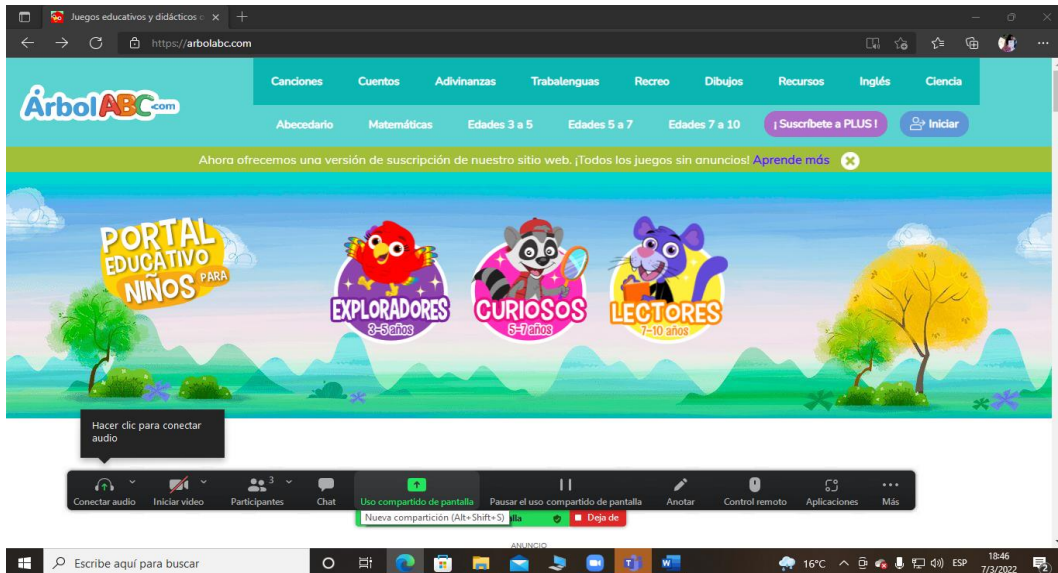 Juegos educativos y didácticos
https://arbolabc.com
ÁrbolABC.com
Canciones Cuentos Adivinanzas Trabalenguas Recreo Dibujos Recursos Inglés Ciencia
Abecedario Matemáticas Edades 3 a 5 Edades 5 a 7 Edades 7 a 10 ¡Suscríbete a PLUS ! Iniciar
Ahora ofrecemos una versión de suscripción de nuestro sitio web. ¡Todos los juegos sin anuncios! Aprende más
PORTAL
EDUCATIVO
PARA
NIÑOS
EXPLORADORES
3-5 años
CURIOSOS
5-7 años
LECTORES
7-10 años
Hacer clic para conectar
audio
3
Conectar audio Iniciar video Participantes Chat Uso compartido de pantalla Pausar el uso compartido de pantalla Anotar Control remoto Aplicaciones Más
Nueva compartición (Alt+Shift+S) Deja de
ANUNCIO
Escribe aquí para buscar
16°C ESP 18:46
7/3/2022